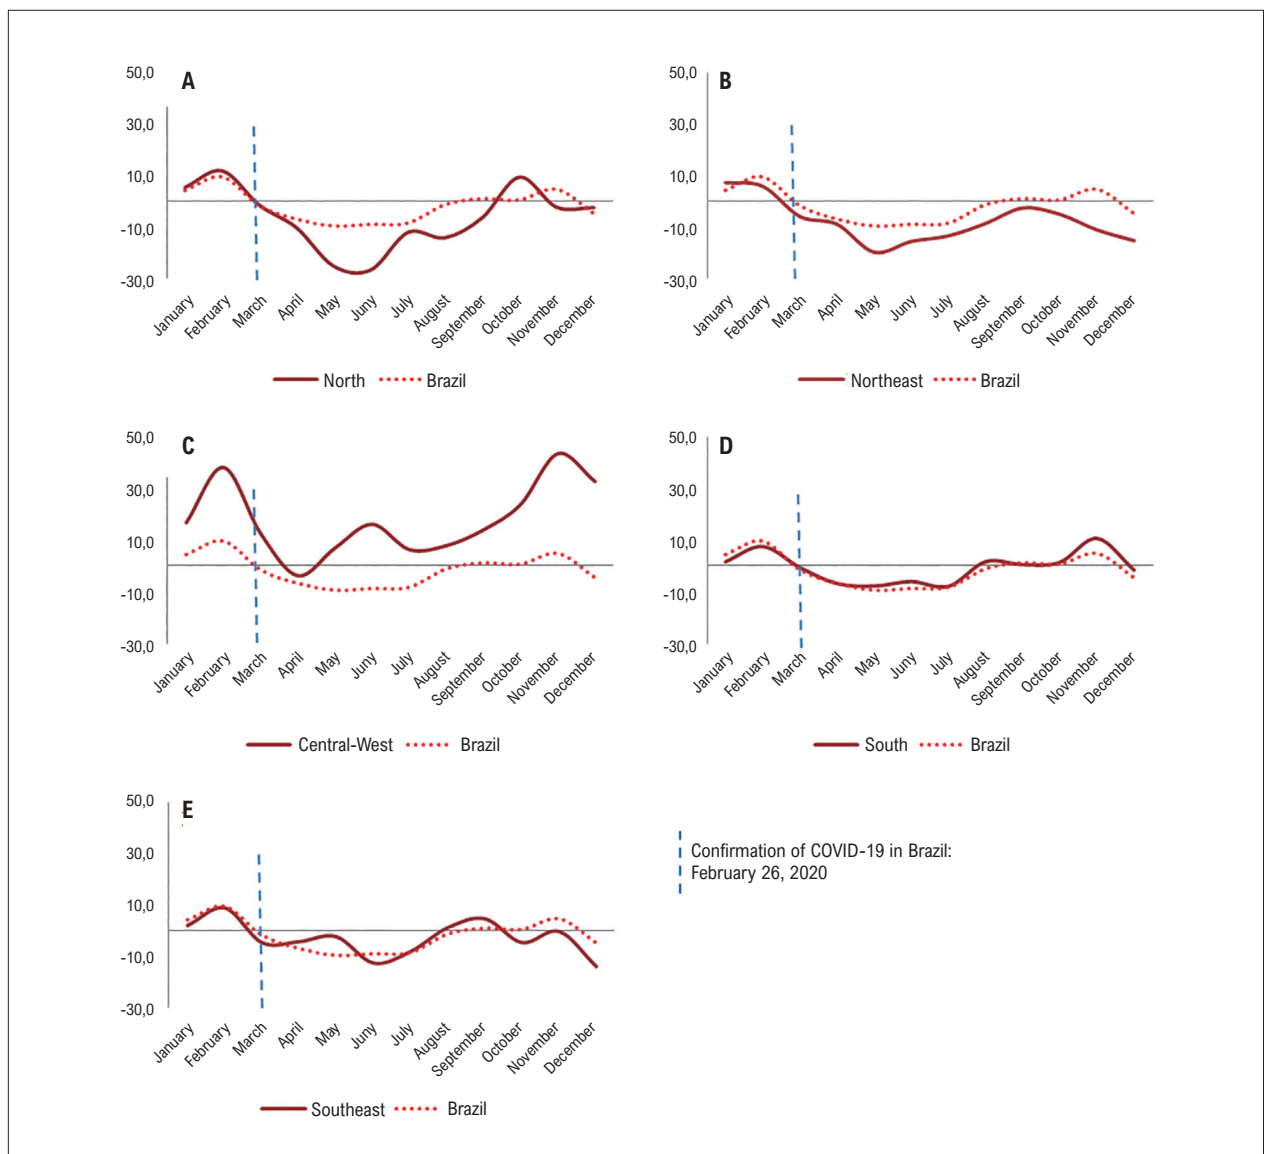 A
50,0
30,0
10,0
-10,0
-30,0
January
February
March
April
May
Juny
July
August
September
October
November
December
North
Brazil
B
50,0
30,0
10,0
-10,0
-30,0
January
February
March
April
May
Juny
July
August
September
October
November
December
Northeast
Brazil
C
50,0
30,0
10,0
-10,0
-30,0
January
February
March
April
May
Juny
July
August
September
October
November
December
Central-West
Brazil
D
50,0
30,0
10,0
-10,0
-30,0
January
February
March
April
May
Juny
July
August
September
October
November
December
South
Brazil
E
50,0
30,0
10,0
-10,0
-30,0
January
February
March
April
May
Juny
July
August
September
October
November
December
Southeast
Brazil
Confirmation of COVID-19 in Brazil:
February 26, 2020